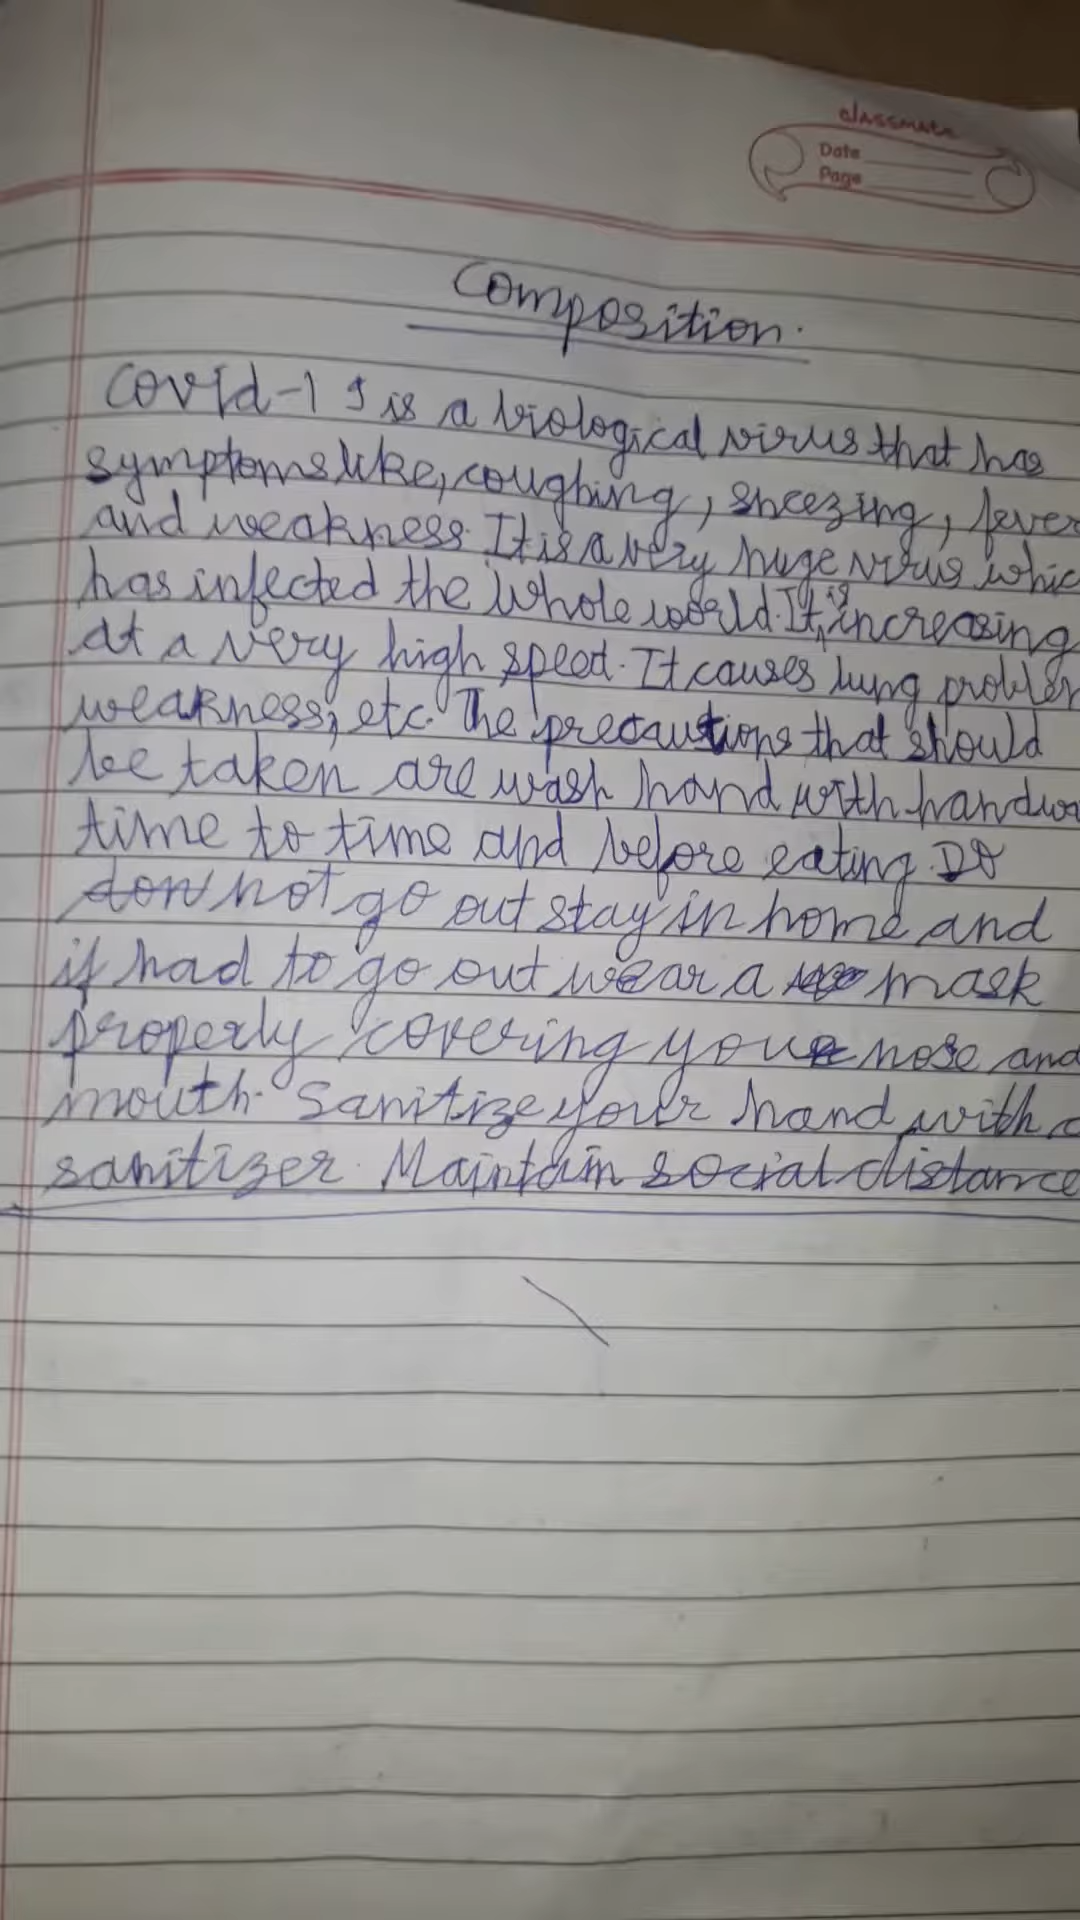 classmate
Date
Page
Composition.
Covid-19 is a biological virus that has
symptoms like, coughing, sneezing, fever
and weakness. It is a very huge virus whic
has infected the whole world. It is increasing
at a very high speed. It causes lung problem
weakness, etc. The precautions that should
be taken are wash hand with handwa
time to time and before eating. Do
not go out stay in home and
if had to go out wear a mask
properly covering your nose and
mouth. Sanitize your hand with a
sanitizer. Maintain social distance